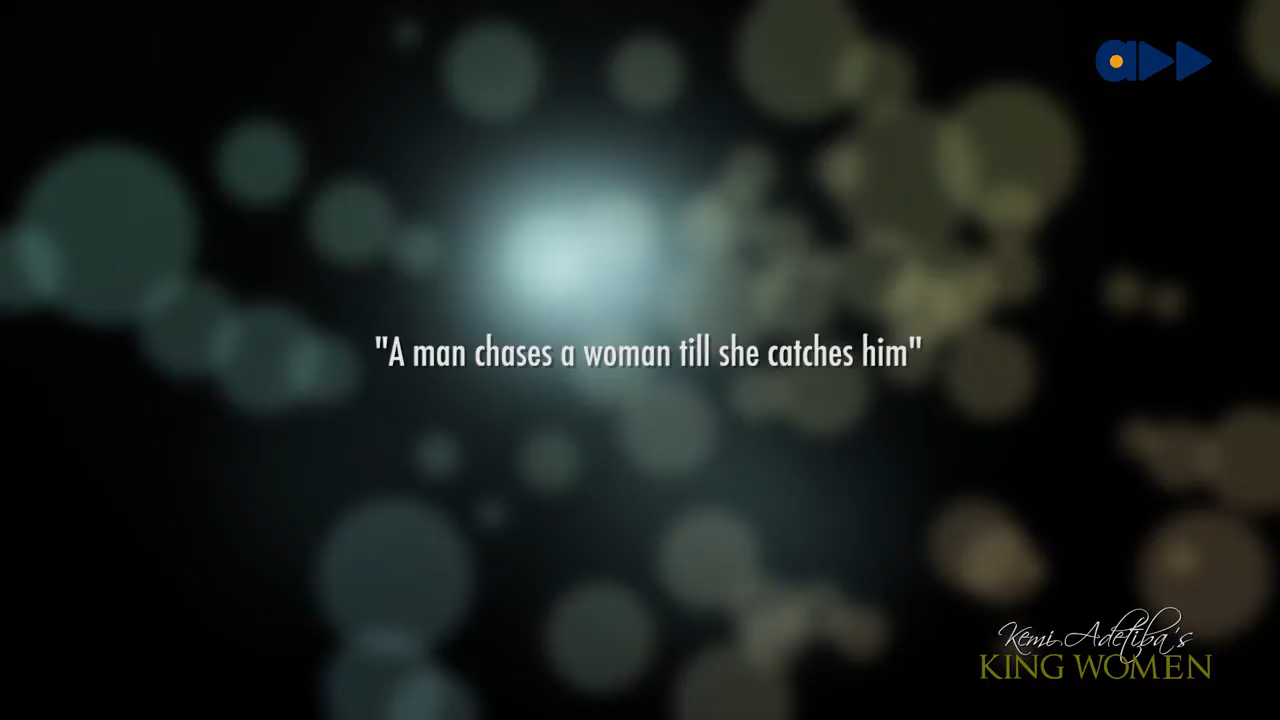 "A man chases a woman till she catches him"
Kemi Adetiba's
KING WOMEN